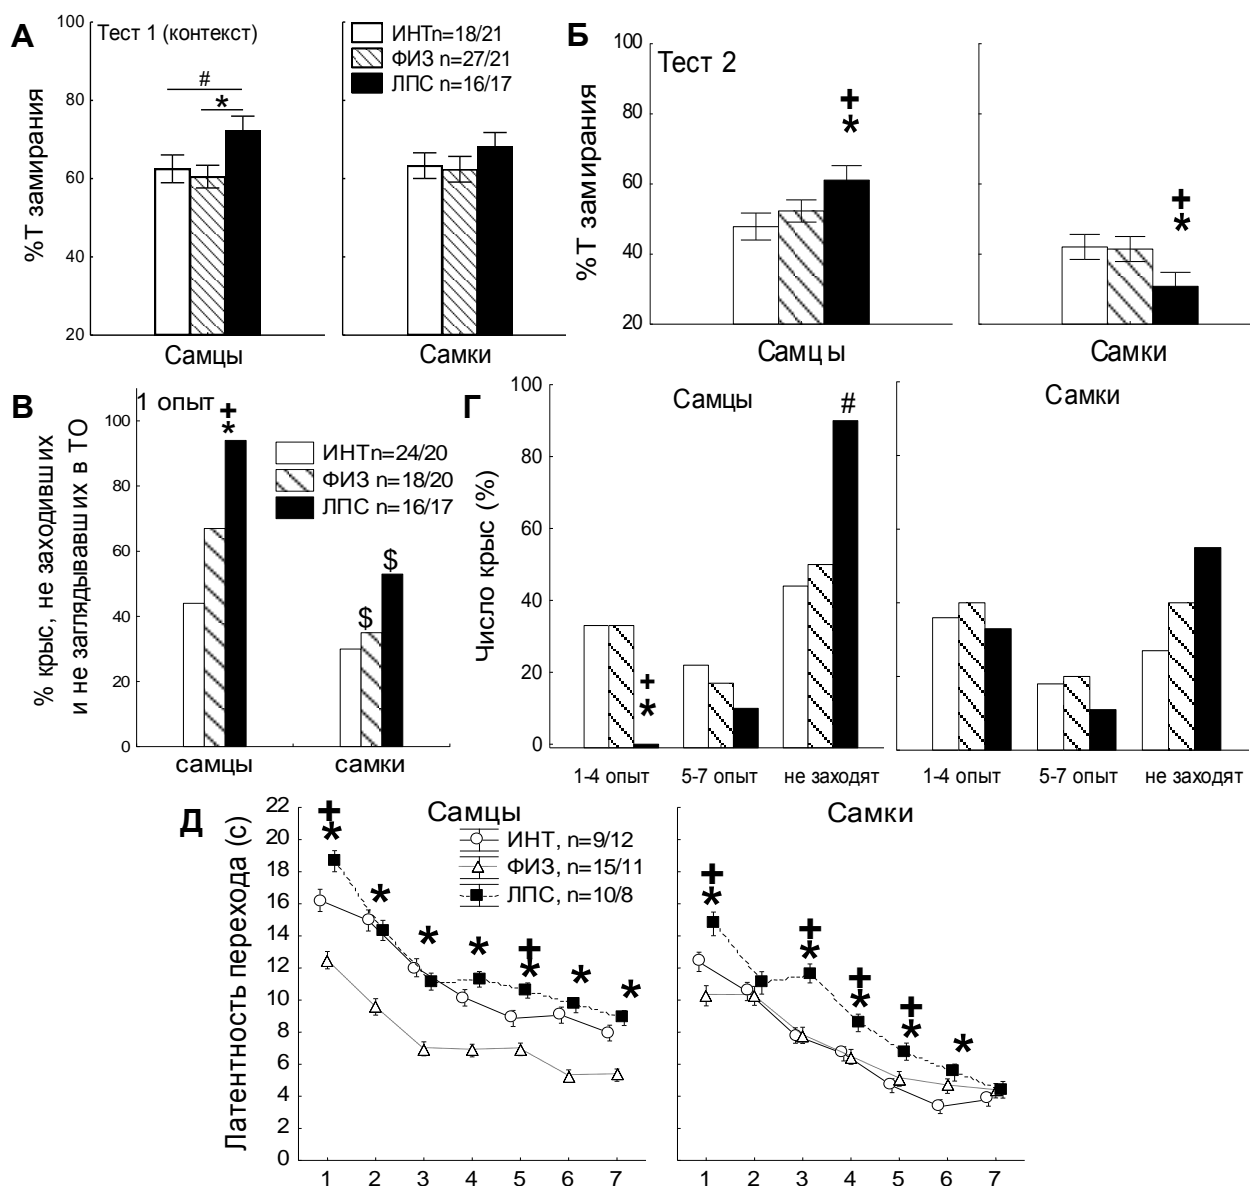 А
Тест 1 (контекст)
%Т замирания
100
80
60
40
20
#
*
Самцы
ИНТn=18/21
ФИЗ n=27/21
ЛПС n=16/17
Самки
Б
Тест 2
%Т замирания
100
80
60
40
20
+
*
Самцы
+
*
Самки
В
1 опыт
% крыс, не заходивших
и не заглядывавших в ТО
100
80
60
40
20
0
+
*
$
$
ИНТn=24/20
ФИЗ n=18/20
ЛПС n=16/17
самцы
самки
Г
Самцы
Число крыс (%)
100
80
60
40
20
0
+
*
#
1-4 опыт
5-7 опыт
не заходят
Самки
1-4 опыт
5-7 опыт
не заходят
Д
Самцы
Латентность перехода (с)
22
20
18
16
14
12
10
8
6
4
2
0
ИНТ, n=9/12
ФИЗ, n=15/11
ЛПС, n=10/8
+
*
*
*
*
+
*
*
*
1 2 3 4 5 6 7
Самки
+
*
+
*
+
*
+
*
*
1 2 3 4 5 6 7